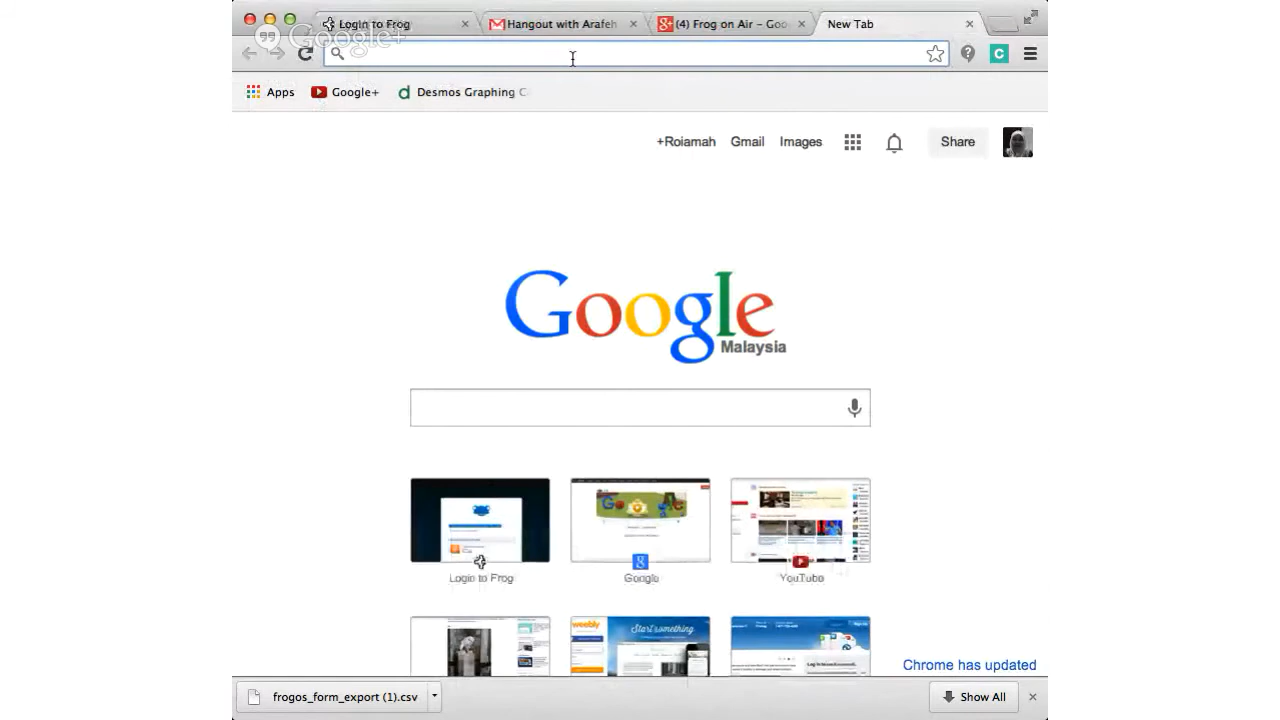 Login to Frog
Hangout with Arafeh
(4) Frog on Air - Goo
New Tab
Google+
Apps
Google+
Desmos Graphing C
+Roiamah
Gmail
Images
Share
Google
Malaysia
Login to Frog
Google
YouTube
weebly
Start something
Chrome has updated
frogos_form_export (1).csv
Show All